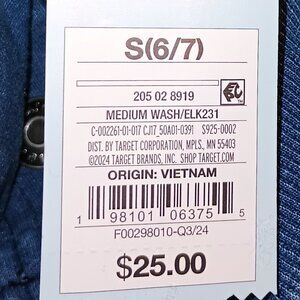 S(6/7)
205 02 8919
MEDIUM WASH/ELK231
C-002261-01-017 CJ17_50A01-0391 S925-0002
DIST. BY TARGET CORPORATION, MPLS., MN 55403
©2024 TARGET BRANDS, INC. SHOP TARGET.COM
ORIGIN: VIETNAM
1 98101 06375 5
F00298010-Q3/24
$25.00